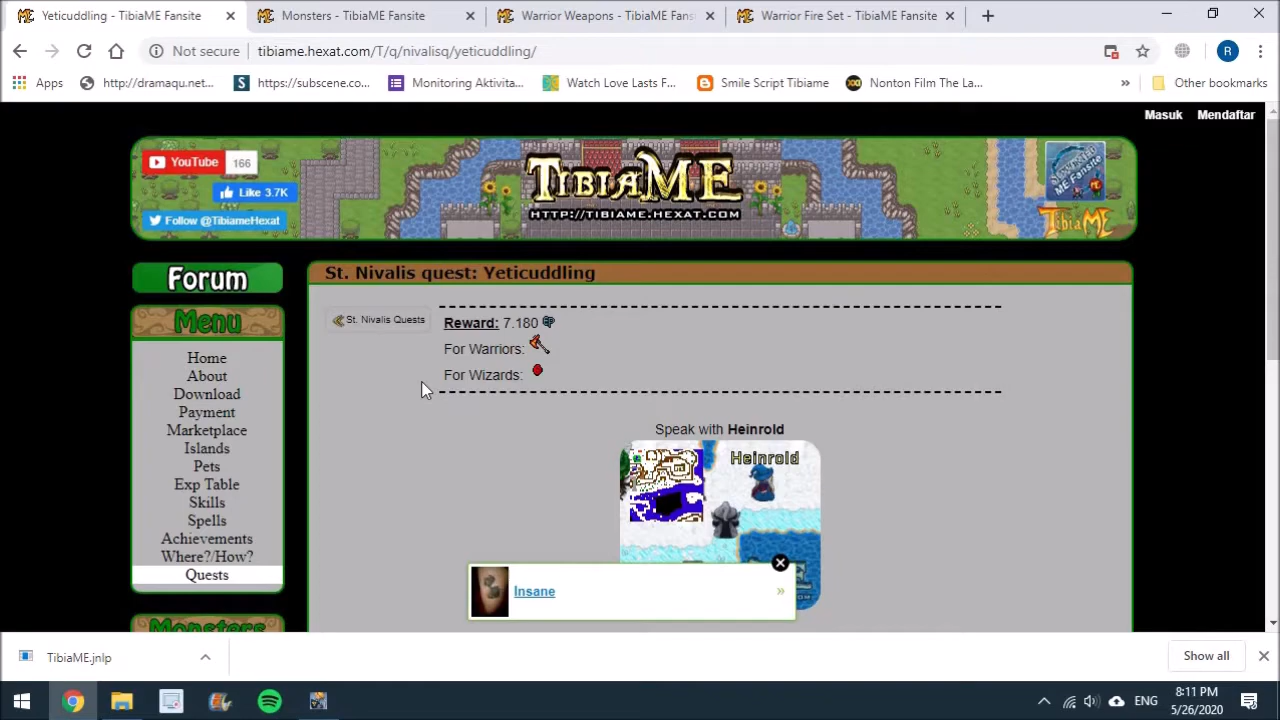 Yeticuddling - TibiaME Fansite
Monsters - TibiaME Fansite
Warrior Weapons - TibiaME Fansi
Warrior Fire Set - TibiaME Fansite
Not secure
tibiame.hexat.com/T/q/nivalisq/yeticuddling/
R
Apps
http://dramaqu.net...
https://subscene.co...
Monitoring Aktivita...
Watch Love Lasts F...
Smile Script Tibiame
Nonton Film The La...
»
Other bookmarks
Masuk
Mendaftar
YouTube
166
Like 3.7K
Follow @TibiameHexat
TIBIAME
HTTP://TIBIAME.HEXAT.COM
ME Fansite
TIBIAME
Forum
Menu
Home
About
Download
Payment
Marketplace
Islands
Pets
Exp Table
Skills
Spells
Achievements
Where?/How?
Quests
Monsters
St. Nivalis quest: Yeticuddling
St. Nivalis Quests
Reward: 7.180
For Warriors:
For Wizards:
Speak with Heinrold
Heinrold
Insane
»
TibiaME.jnlp
Show all
ENG
8:11 PM
5/26/2020